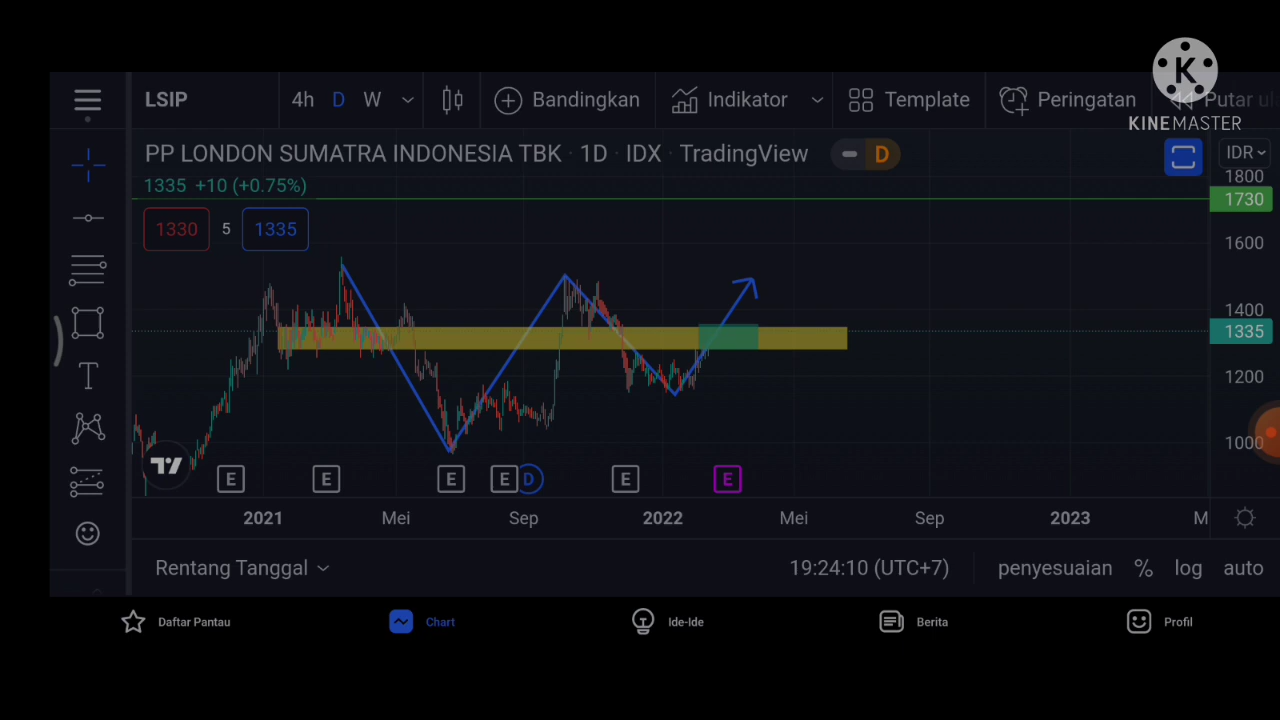 KINEMASTER
LSIP 4h D W Bandingkan Indikator Template Peringatan Putar ul
PP LONDON SUMATRA INDONESIA TBK · 1D · IDX · TradingView D IDR
1335 +10 (+0.75%)
1330 5 1335
1800
1730
1600
1400
1335
1200
1000
E E E E D E E
2021 Mei Sep 2022 Mei Sep 2023 M
Rentang Tanggal 19:24:10 (UTC+7) penyesuaian % log auto
Daftar Pantau Chart Ide-Ide Berita Profil